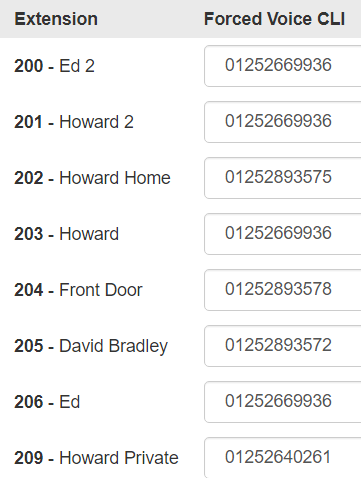 Extension Forced Voice CLI
200 - Ed 2 01252669936
201 - Howard 2 01252669936
202 - Howard Home 01252893575
203 - Howard 01252669936
204 - Front Door 01252893578
205 - David Bradley 01252893572
206 - Ed 01252669936
209 - Howard Private 01252640261